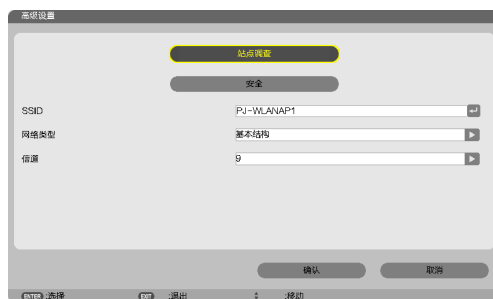 高级设置
站点调查
安全
SSID PJ-WLANAP1
网络类型 基本结构
信道 9
确认 取消
ENTER :选择 EXIT :退出 :移动